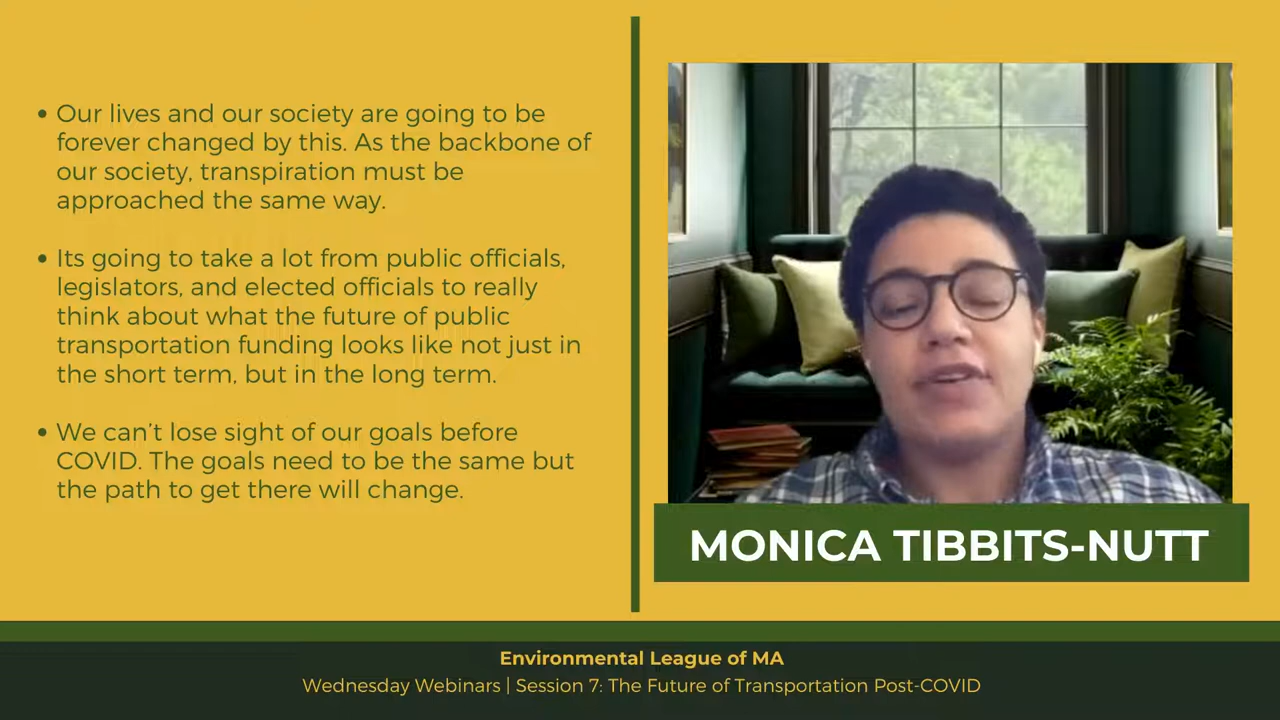 • Our lives and our society are going to be
forever changed by this. As the backbone of
our society, transpiration must be
approached the same way.
• Its going to take a lot from public officials,
legislators, and elected officials to really
think about what the future of public
transportation funding looks like not just in
the short term, but in the long term.
• We can't lose sight of our goals before
COVID. The goals need to be the same but
the path to get there will change.
MONICA TIBBITS-NUTT
Environmental League of MA
Wednesday Webinars | Session 7: The Future of Transportation Post-COVID